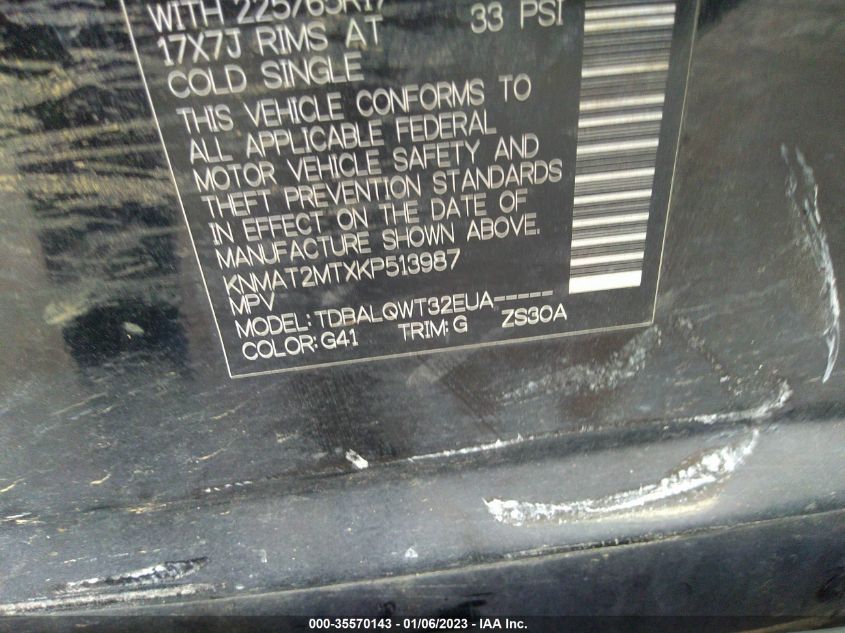 WITH 225/65R17 33 PSI
17X7J RIMS AT
COLD SINGLE
THIS VEHICLE CONFORMS TO
ALL APPLICABLE FEDERAL
MOTOR VEHICLE SAFETY AND
THEFT PREVENTION STANDARDS
IN EFFECT ON THE DATE OF
MANUFACTURE SHOWN ABOVE.
KNMAT2MTXKP513987
MPV
MODEL:TDBALQWT32EUA-----
COLOR:G41 TRIM:G ZS30A
000-35570143 - 01/06/2023 - IAA Inc.